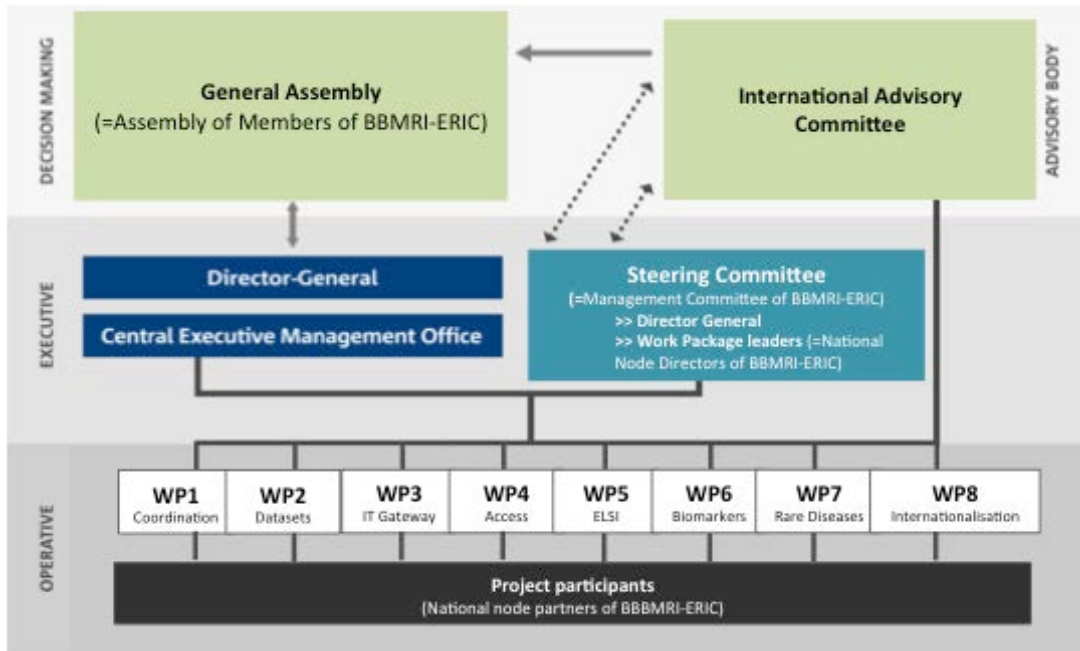 DECISION MAKING
General Assembly
(=Assembly of Members of BBMRI-ERIC)
International Advisory
Committee
ADVISORY BODY
EXECUTIVE
Director-General
Central Executive Management Office
Steering Committee
(=Management Committee of BBMRI-ERIC)
>> Director General
>> Work Package leaders (=National
Node Directors of BBMRI-ERIC)
OPERATIVE
WP1
Coordination
WP2
Datasets
WP3
IT Gateway
WP4
Access
WP5
ELSI
WP6
Biomarkers
WP7
Rare Diseases
WP8
Internationalisation
Project participants
(National node partners of BBBMRI-ERIC)